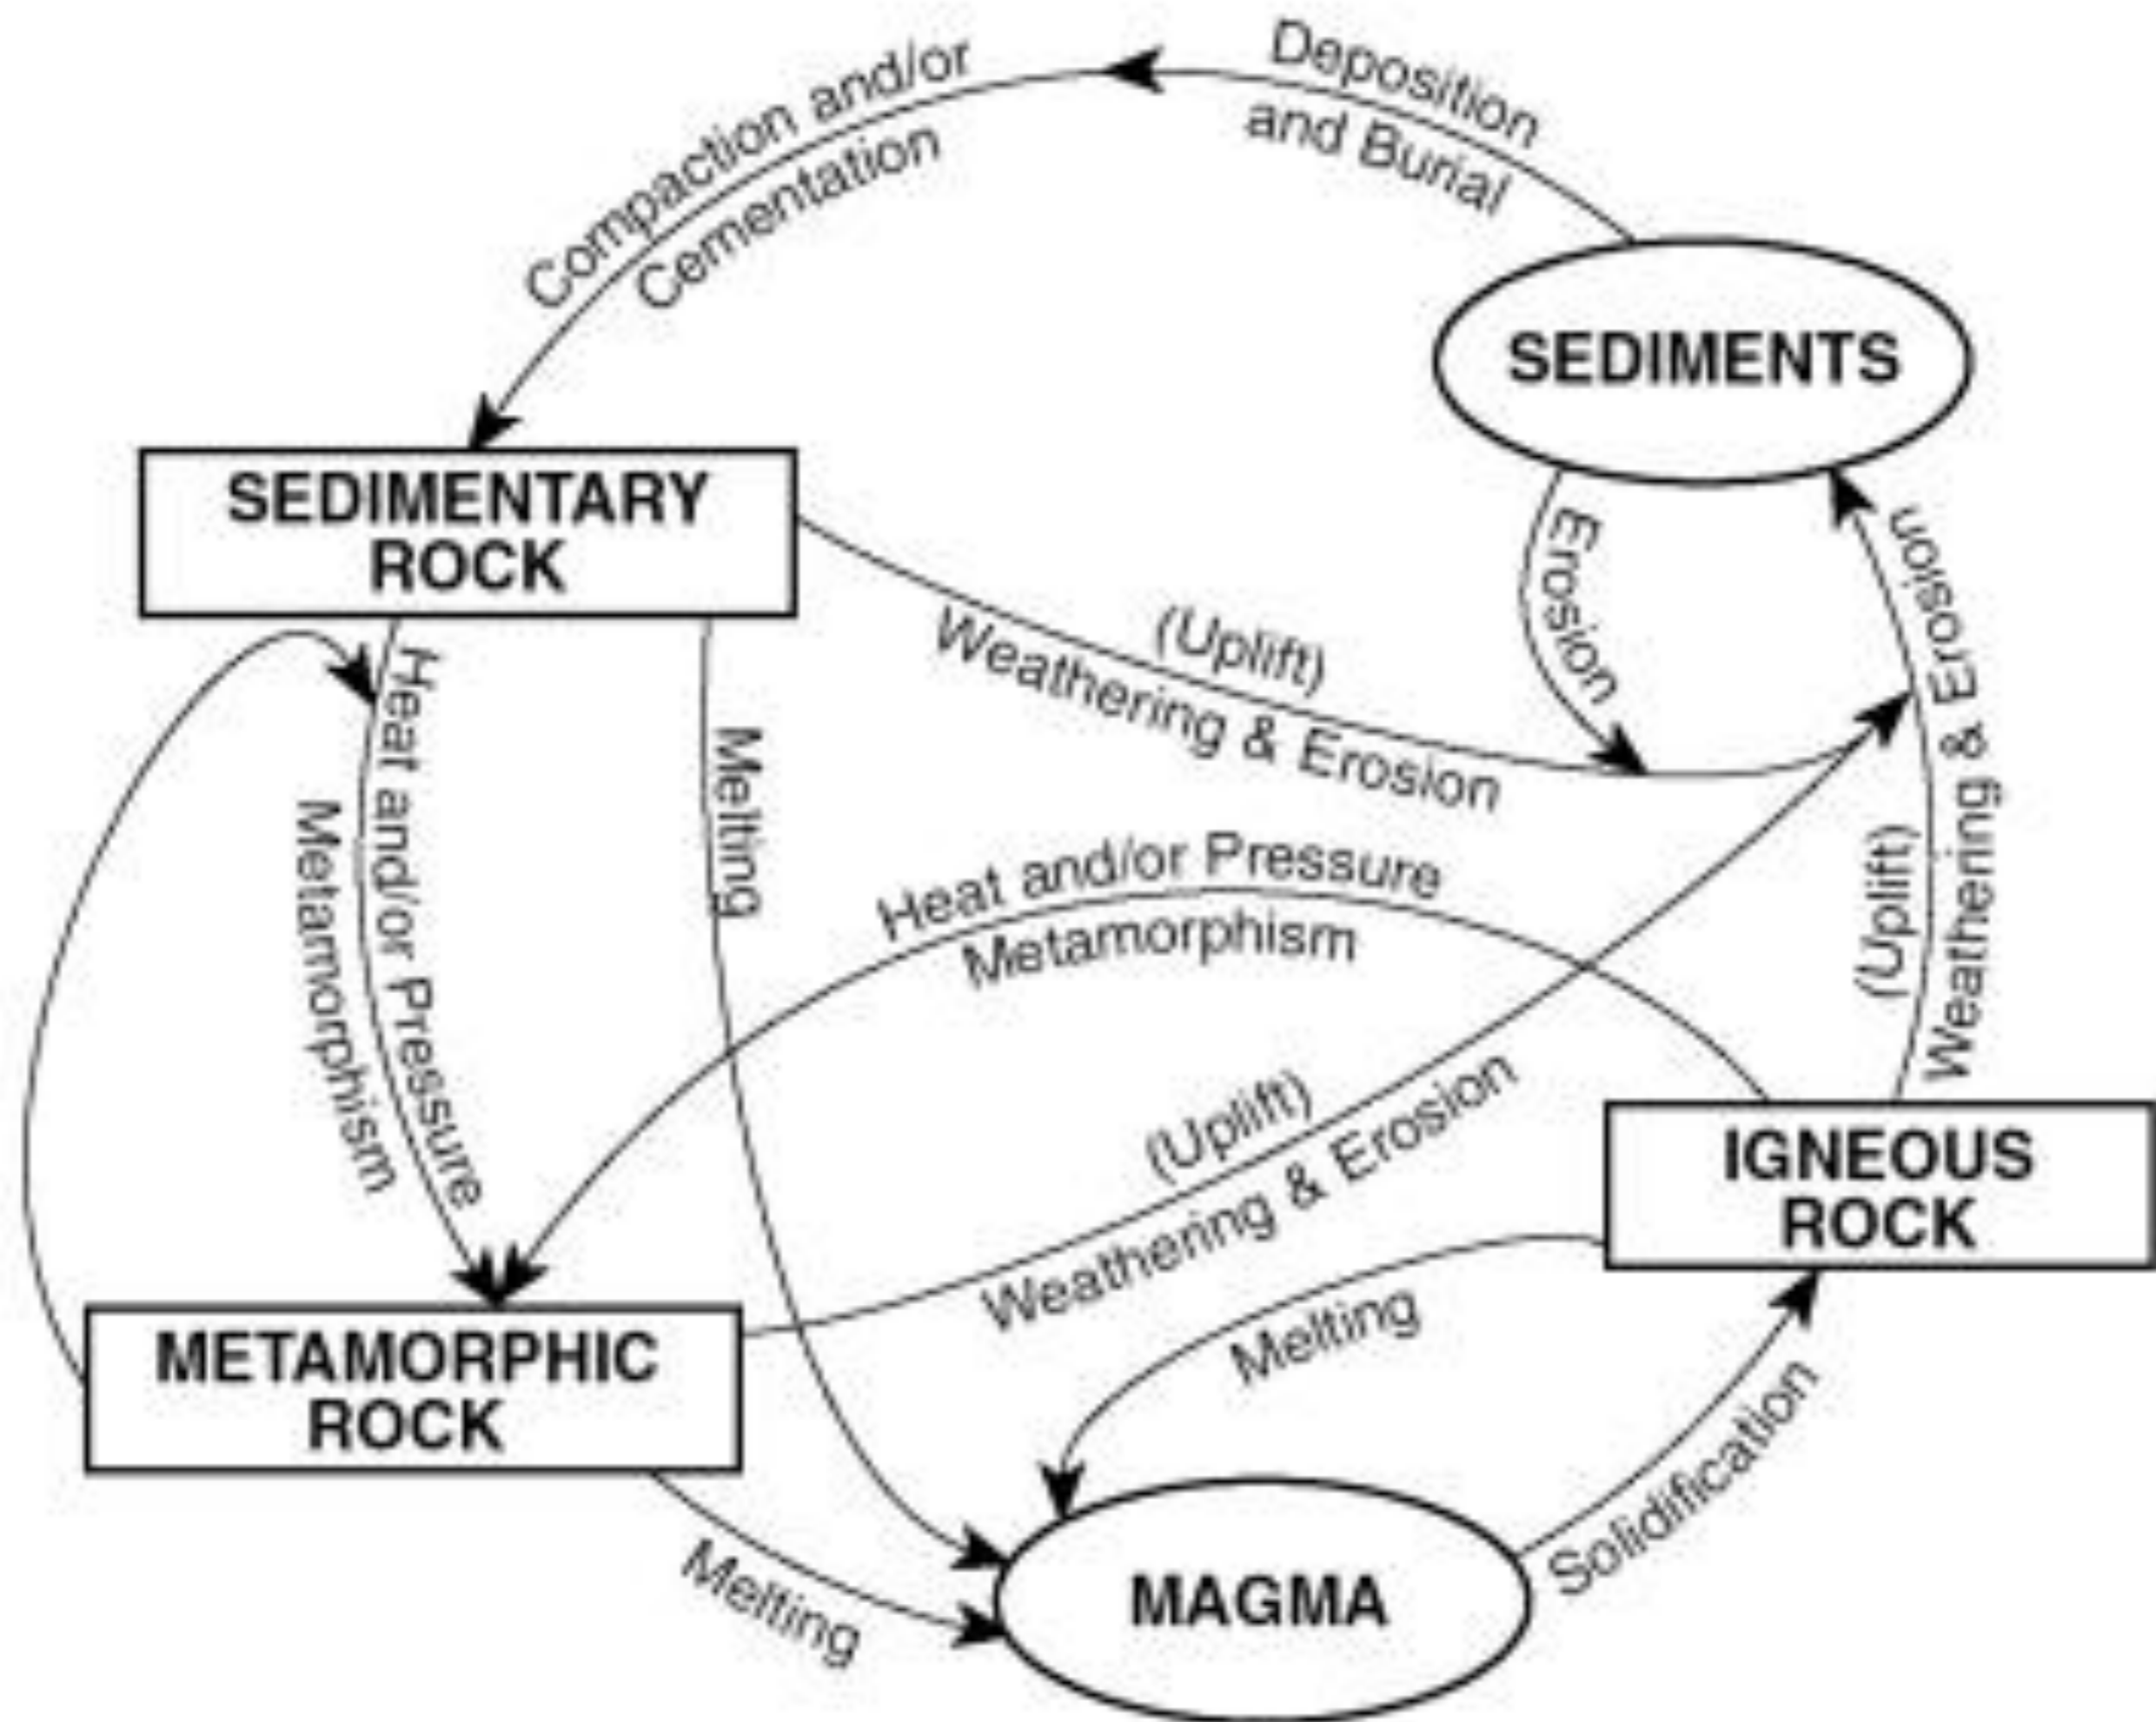 Deposition
and Burial
Compaction and/or
Cementation
SEDIMENTS
SEDIMENTARY
ROCK
Erosion
Weathering & Erosion
(Uplift)
(Uplift)
Weathering & Erosion
Heat and/or Pressure
Metamorphism
Melting
Heat and/or Pressure
Metamorphism
(Uplift)
Weathering & Erosion
IGNEOUS
ROCK
Melting
METAMORPHIC
ROCK
Melting
MAGMA
Solidification